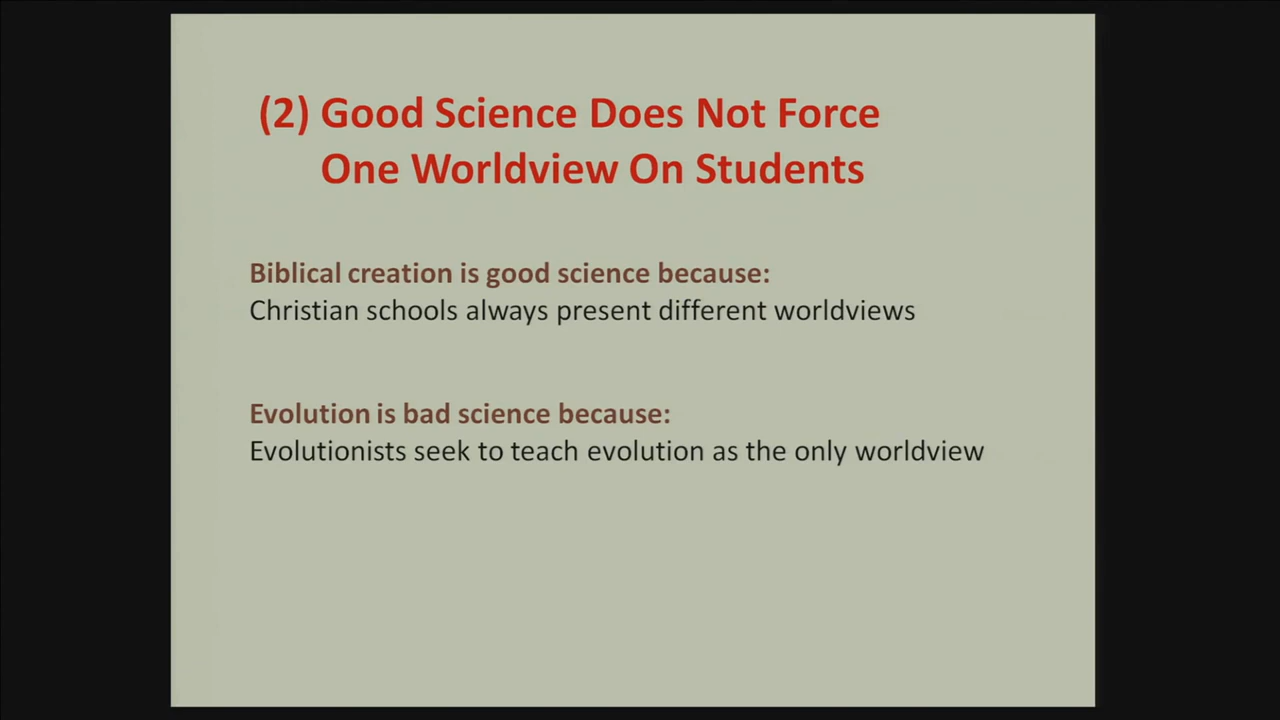 (2) Good Science Does Not Force
One Worldview On Students
Biblical creation is good science because:
Christian schools always present different worldviews
Evolution is bad science because:
Evolutionists seek to teach evolution as the only worldview